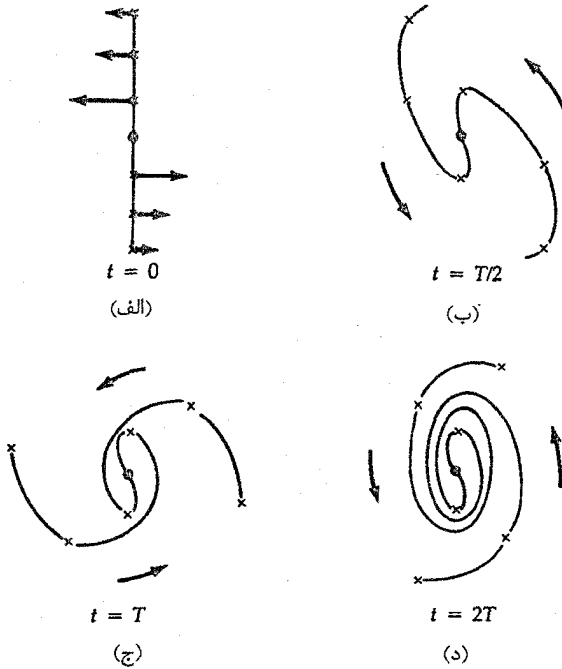 t = 0
(الف)
t = T/2
(ب)
t = T
(ج)
t = 2T
(د)